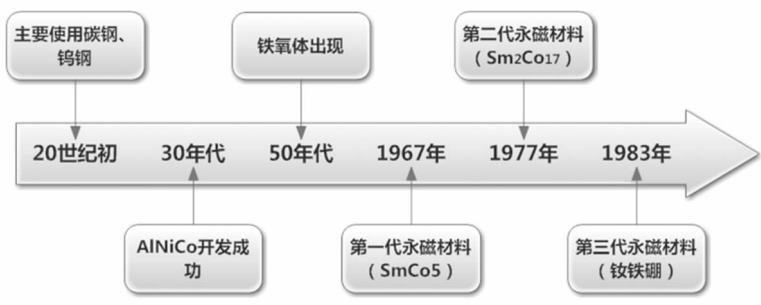 主要使用碳钢、
钨钢
铁氧体出现
第二代永磁材料
（Sm2Co17）
20世纪初
30年代
50年代
1967年
1977年
1983年
AlNiCo开发成
功
第一代永磁材料
（SmCo5）
第三代永磁材料
（钕铁硼）